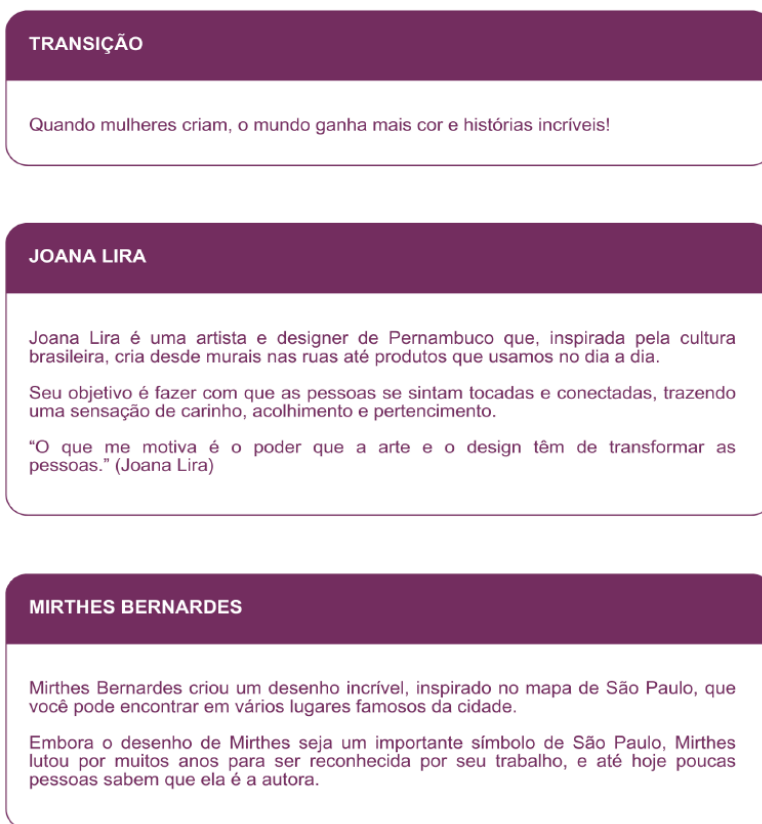 TRANSIÇÃO
Quando mulheres criam, o mundo ganha mais cor e histórias incríveis!
JOANA LIRA
Joana Lira é uma artista e designer de Pernambuco que, inspirada pela cultura
brasileira, cria desde murais nas ruas até produtos que usamos no dia a dia.
Seu objetivo é fazer com que as pessoas se sintam tocadas e conectadas, trazendo
uma sensação de carinho, acolhimento e pertencimento.
“O que me motiva é o poder que a arte e o design têm de transformar as
pessoas.” (Joana Lira)
MIRTHES BERNARDES
Mirthes Bernardes criou um desenho incrível, inspirado no mapa de São Paulo, que
você pode encontrar em vários lugares famosos da cidade.
Embora o desenho de Mirthes seja um importante símbolo de São Paulo, Mirthes
lutou por muitos anos para ser reconhecida por seu trabalho, e até hoje poucas
pessoas sabem que ela é a autora.